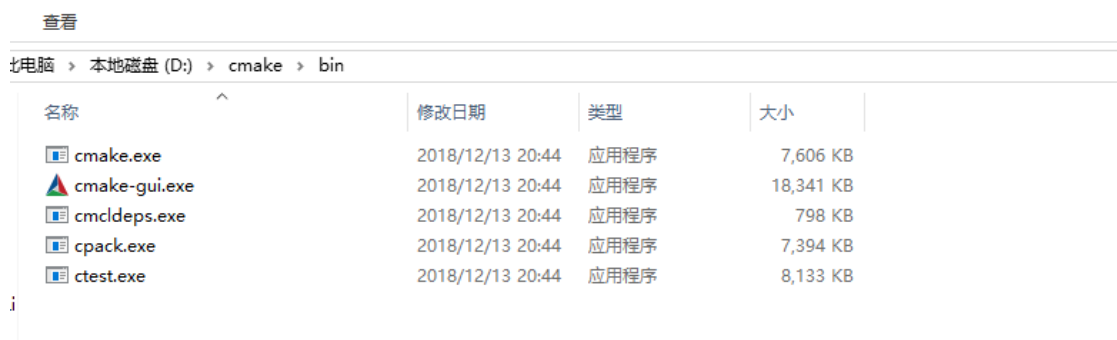 查看
此电脑 > 本地磁盘 (D:) > cmake > bin
名称 修改日期 类型 大小
cmake.exe 2018/12/13 20:44 应用程序 7,606 KB
cmake-gui.exe 2018/12/13 20:44 应用程序 18,341 KB
cmcldeps.exe 2018/12/13 20:44 应用程序 798 KB
cpack.exe 2018/12/13 20:44 应用程序 7,394 KB
ctest.exe 2018/12/13 20:44 应用程序 8,133 KB